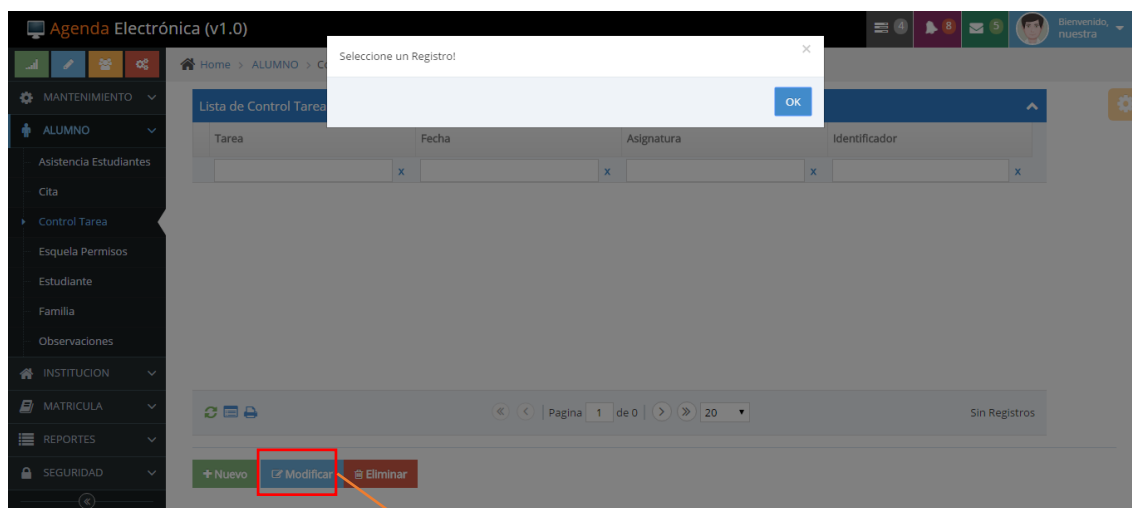 Agenda Electrónica (v1.0)
4
8
5
Bienvenido,
nuestra
Home > ALUMNO > C
Seleccione un Registro!
×
OK
MANTENIMIENTO
ALUMNO
Asistencia Estudiantes
Cita
Control Tarea
Esquela Permisos
Estudiante
Familia
Observaciones
INSTITUCION
MATRICULA
REPORTES
SEGURIDAD
Lista de Control Tarea
Tarea Fecha Asignatura Identificador
x x x x
Pagina 1 de 0 20
Sin Registros
+ Nuevo Modificar Eliminar